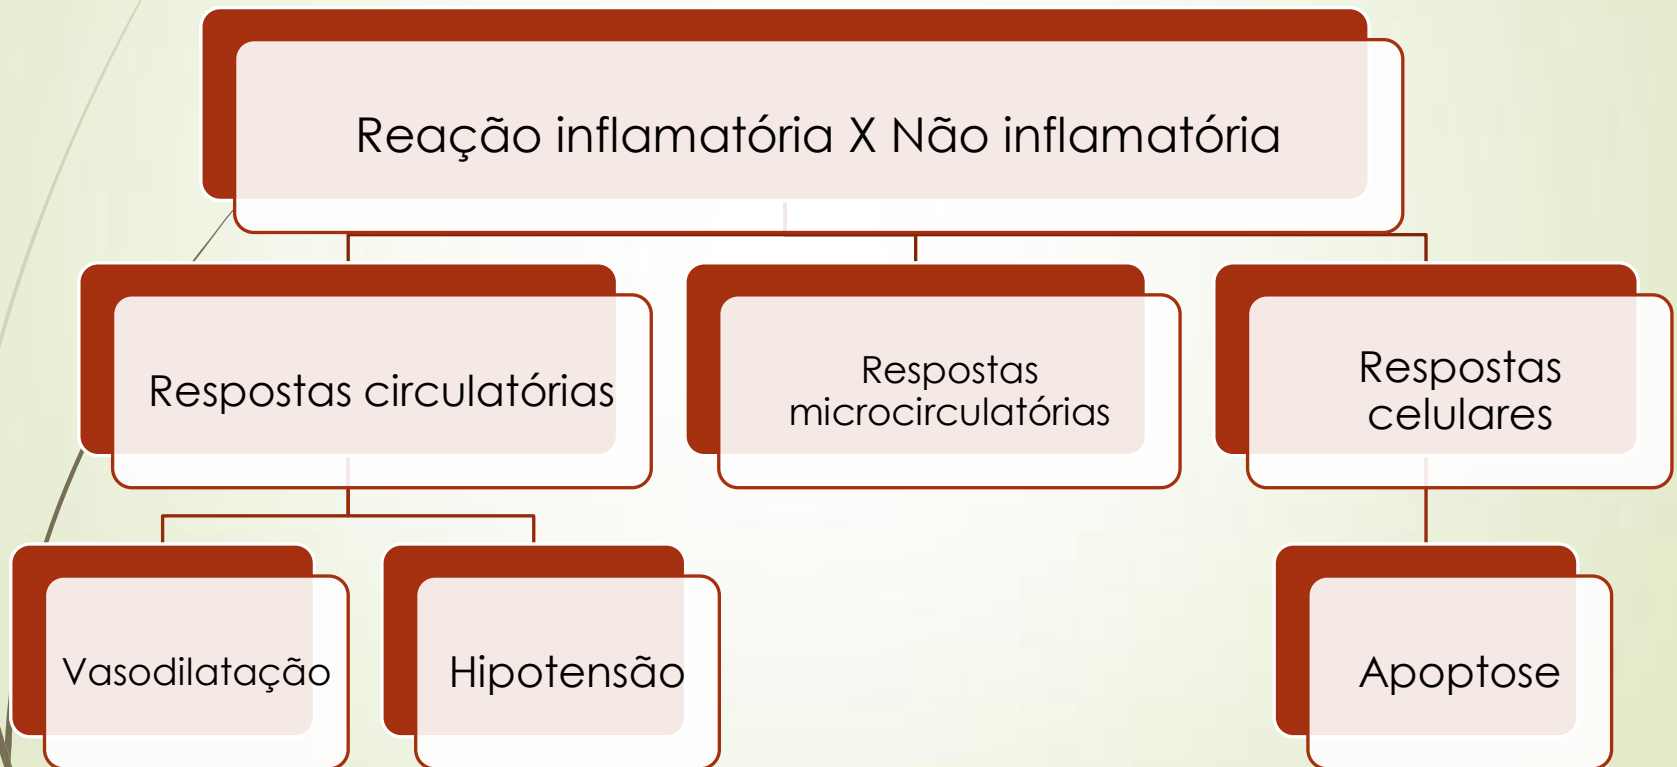 Reação inflamatória X Não inflamatória
Respostas circulatórias
Respostas
microcirculatórias
Respostas
celulares
Vasodilatação
Hipotensão
Apoptose